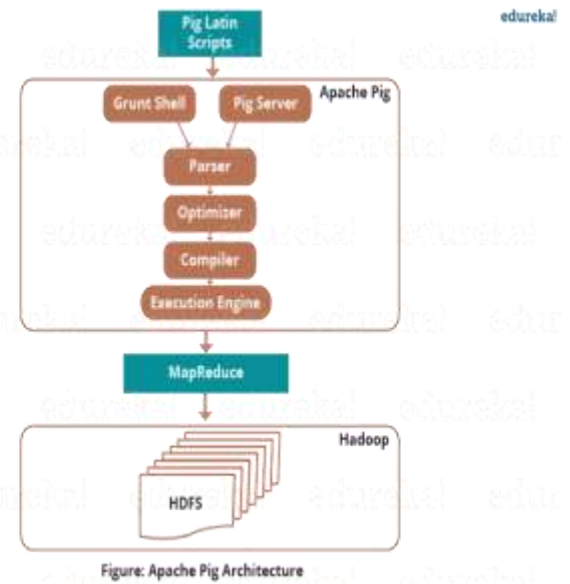 edureka!
Pig Latin
Scripts
Apache Pig
Grunt Shell
Pig Server
Parser
Optimizer
Compiler
Execution Engine
MapReduce
Hadoop
HDFS
Figure: Apache Pig Architecture